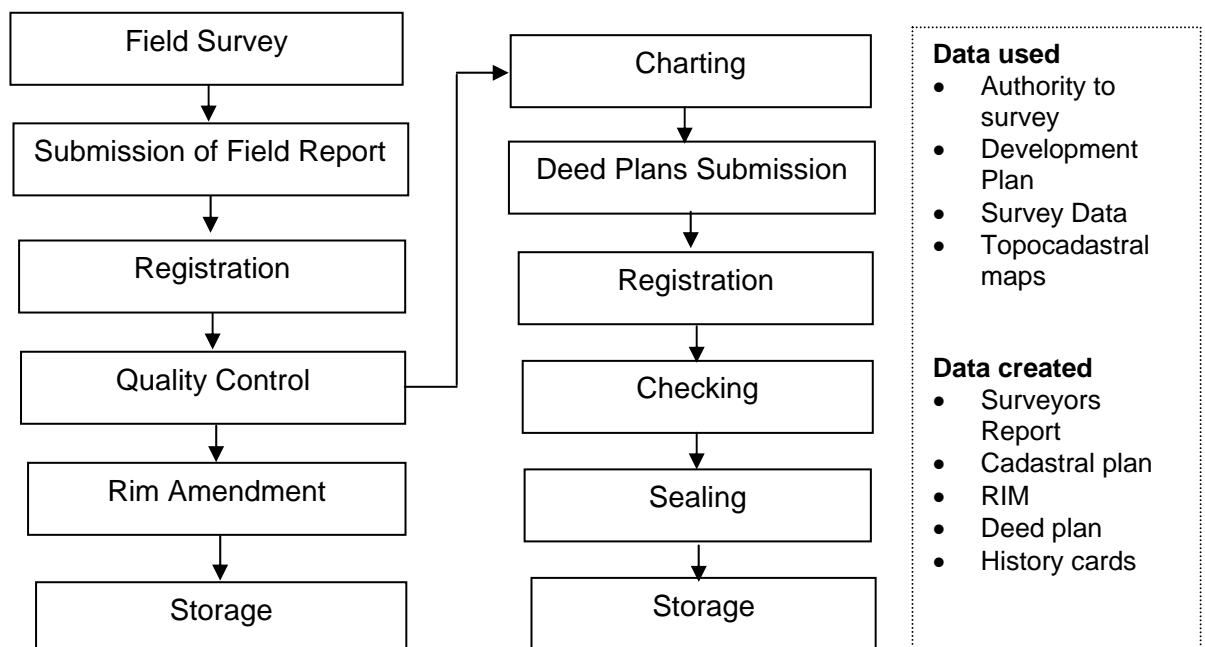 Field Survey
Submission of Field Report
Registration
Quality Control
Rim Amendment
Storage
Charting
Deed Plans Submission
Registration
Checking
Sealing
Storage
Data used
• Authority to
survey
• Development
Plan
• Survey Data
• Topocadastral
maps
Data created
• Surveyors
Report
• Cadastral plan
• RIM
• Deed plan
• History cards